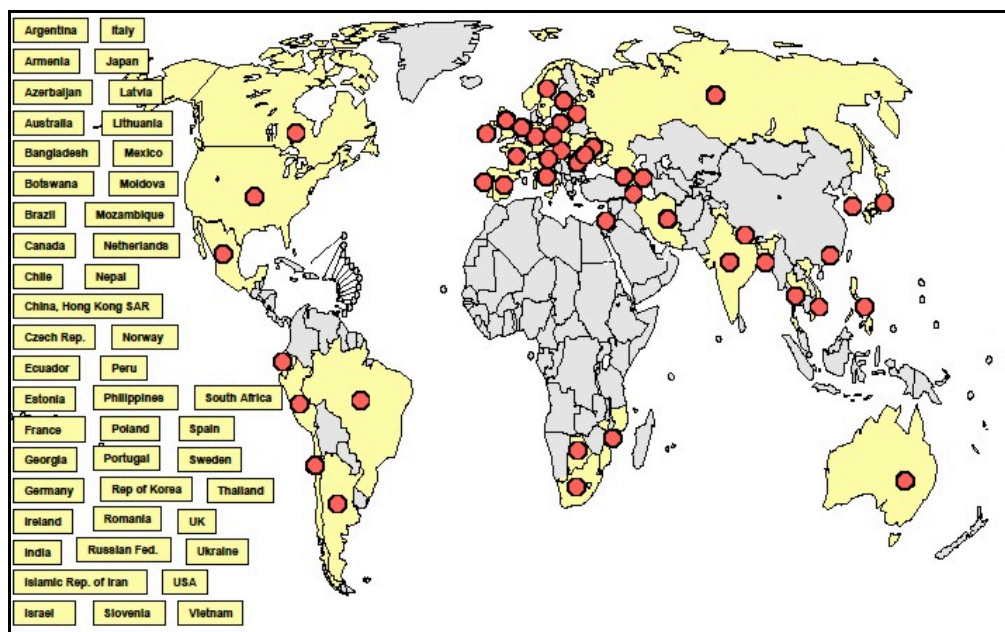 Argentina Italy
Armenia Japan
Azerbaijan Latvia
Australia Lithuania
Bangladesh Mexico
Botswana Moldova
Brazil Mozambique
Canada Netherlands
Chile Nepal
China, Hong Kong SAR
Czech Rep. Norway
Ecuador Peru
Estonia Philippines South Africa
France Poland Spain
Georgia Portugal Sweden
Germany Rep of Korea Thailand
Ireland Romania UK
India Russian Fed. Ukraine
Islamic Rep. of Iran USA
Israel Slovenia Vietnam